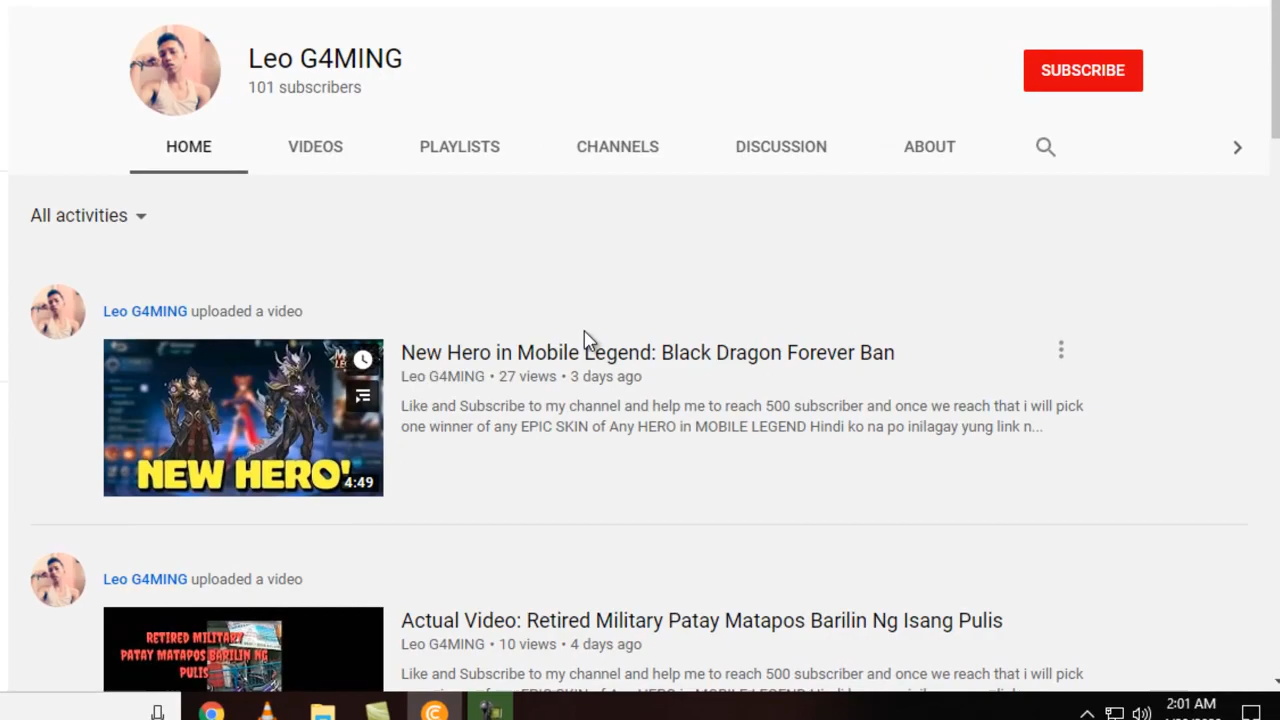 Leo G4MING
101 subscribers
SUBSCRIBE
HOME VIDEOS PLAYLISTS CHANNELS DISCUSSION ABOUT
All activities
Leo G4MING uploaded a video
New Hero in Mobile Legend: Black Dragon Forever Ban
Leo G4MING • 27 views • 3 days ago
Like and Subscribe to my channel and help me to reach 500 subscriber and once we reach that i will pick
one winner of any EPIC SKIN of Any HERO in MOBILE LEGEND Hindi ko na po inilagay yung link n...
NEW HERO!
4:49
Leo G4MING uploaded a video
Actual Video: Retired Military Patay Matapos Barilin Ng Isang Pulis
Leo G4MING • 10 views • 4 days ago
Like and Subscribe to my channel and help me to reach 500 subscriber and once we reach that i will pick
RETIRED MILITARY
PATAY MATAPOS BARILIN NG
PULIS
2:01 AM